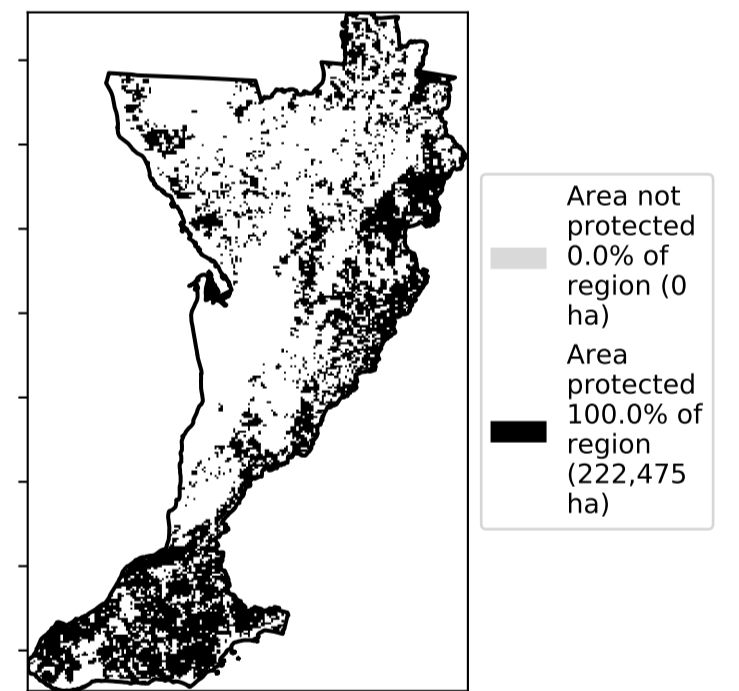 Area not
protected
0.0% of
region (0
ha)
Area
protected
100.0% of
region
(222,475
ha)